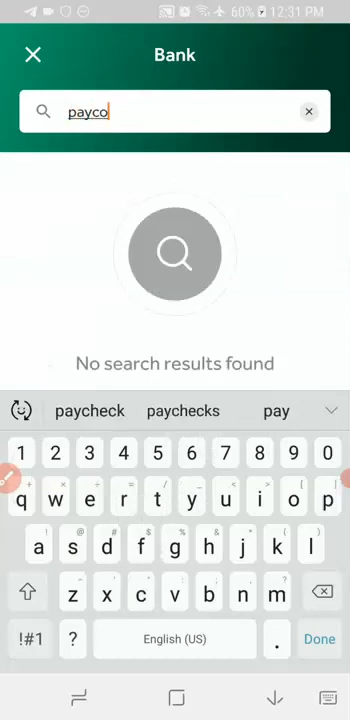 60% 12:31 PM
Bank
payco
No search results found
paycheck paychecks pay
1 2 3 4 5 6 7 8 9 0
q w e r t y u i o p
a s d f g h j k l
z x c v b n m
!#1 ? English (US) . Done